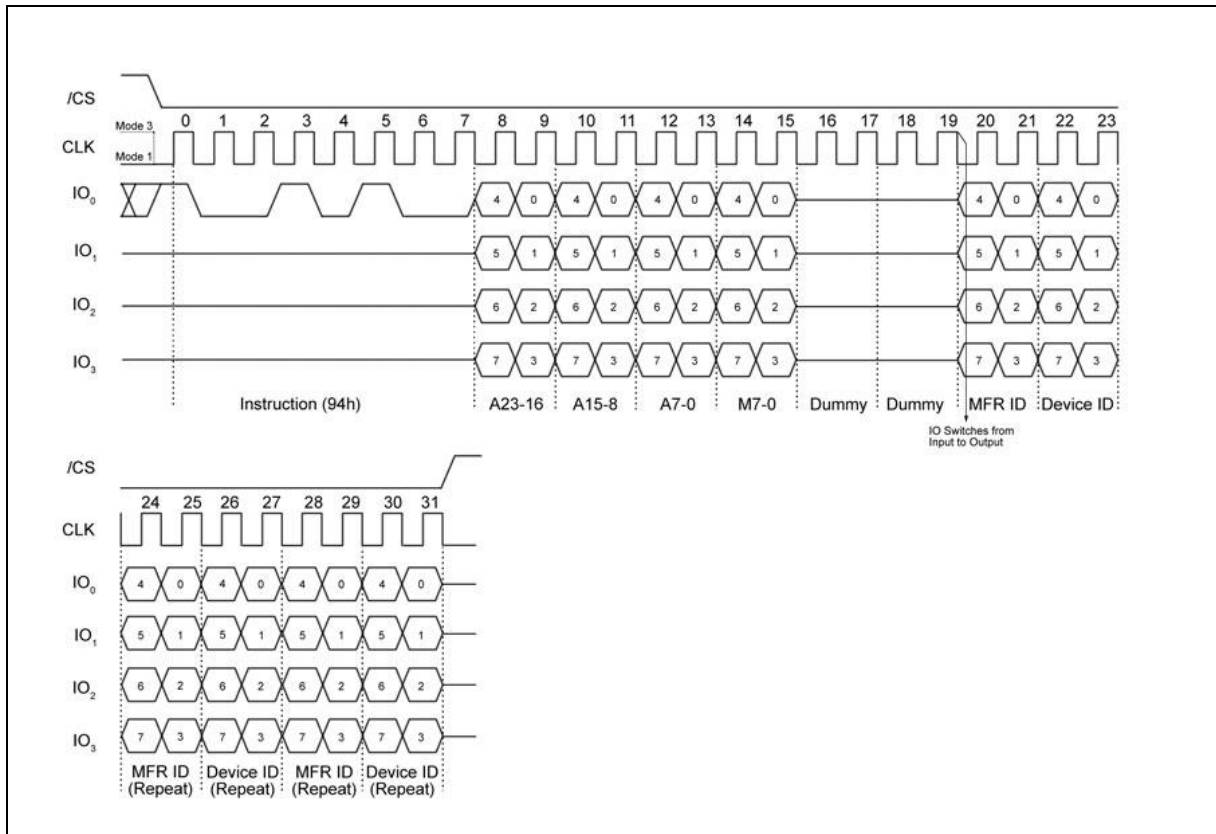 /CS
Mode 3
Mode 1
CLK
0 1 2 3 4 5 6 7 8 9 10 11 12 13 14 15 16 17 18 19 20 21 22 23
IO0 4 0 4 0 4 0 4 0 4 0 4 0
IO1 5 1 5 1 5 1 5 1 5 1 5 1
IO2 6 2 6 2 6 2 6 2 6 2 6 2
IO3 7 3 7 3 7 3 7 3 7 3 7 3
Instruction (94h) A23-16 A15-8 A7-0 M7-0 Dummy Dummy MFR ID Device ID
IO Switches from
Input to Output
/CS
24 25 26 27 28 29 30 31
CLK
IO0 4 0 4 0 4 0 4 0
IO1 5 1 5 1 5 1 5 1
IO2 6 2 6 2 6 2 6 2
IO3 7 3 7 3 7 3 7 3
MFR ID Device ID MFR ID Device ID
(Repeat) (Repeat) (Repeat) (Repeat)